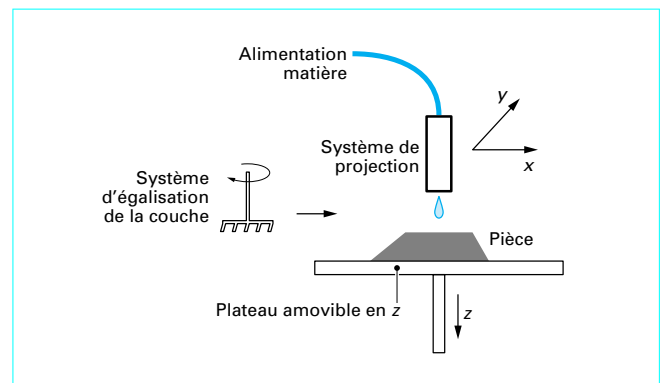 Alimentation
matière
y
x
Système de
projection
Système
d'égalisation
de la couche
Pièce
Plateau amovible en z
z